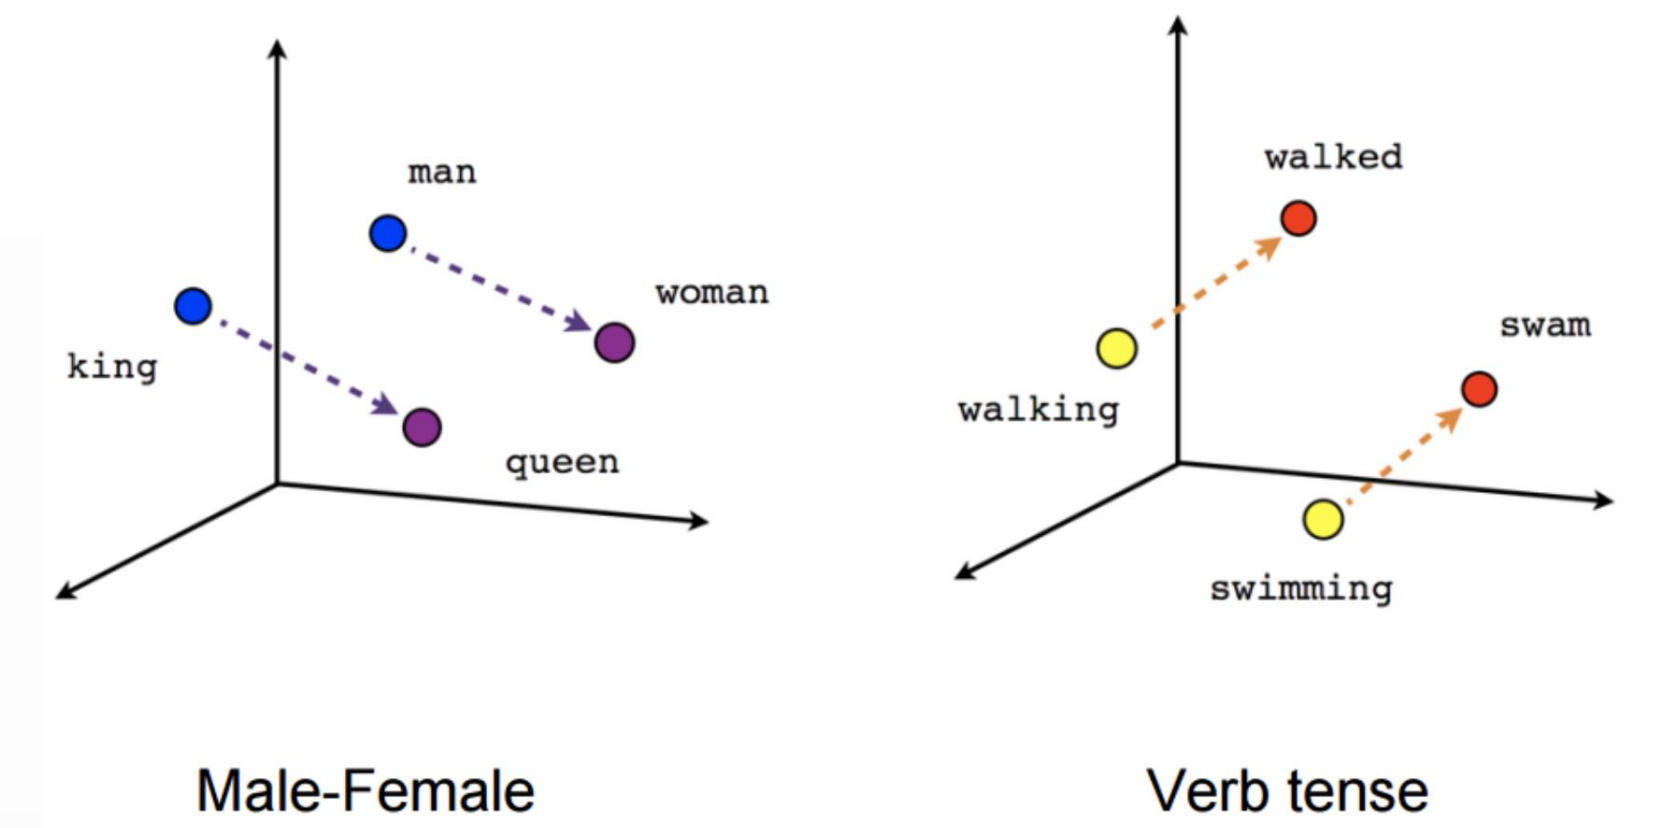 man
woman
king
queen
Male-Female
walked
swam
walking
swimming
Verb tense